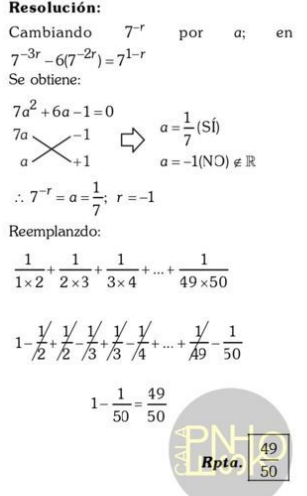 Resolución:
Cambiando 7^{-r} por a; en
7^{-3r} - 6(7^{-2r}) = 7^{1-r}
Se obtiene:
7a^2 + 6a - 1 = 0
7a -1
a +1
⇨ a = 1/7 (SÍ)
a = -1(NO) ∉ ℝ
∴ 7^{-r} = a = 1/7; r = -1
Reemplanzdo:
1/(1×2) + 1/(2×3) + 1/(3×4) + ... + 1/(49×50)
1 - 1/2 + 1/2 - 1/3 + 1/3 - 1/4 + ... + 1/49 - 1/50
1 - 1/50 = 49/50
Rpta. 49/50